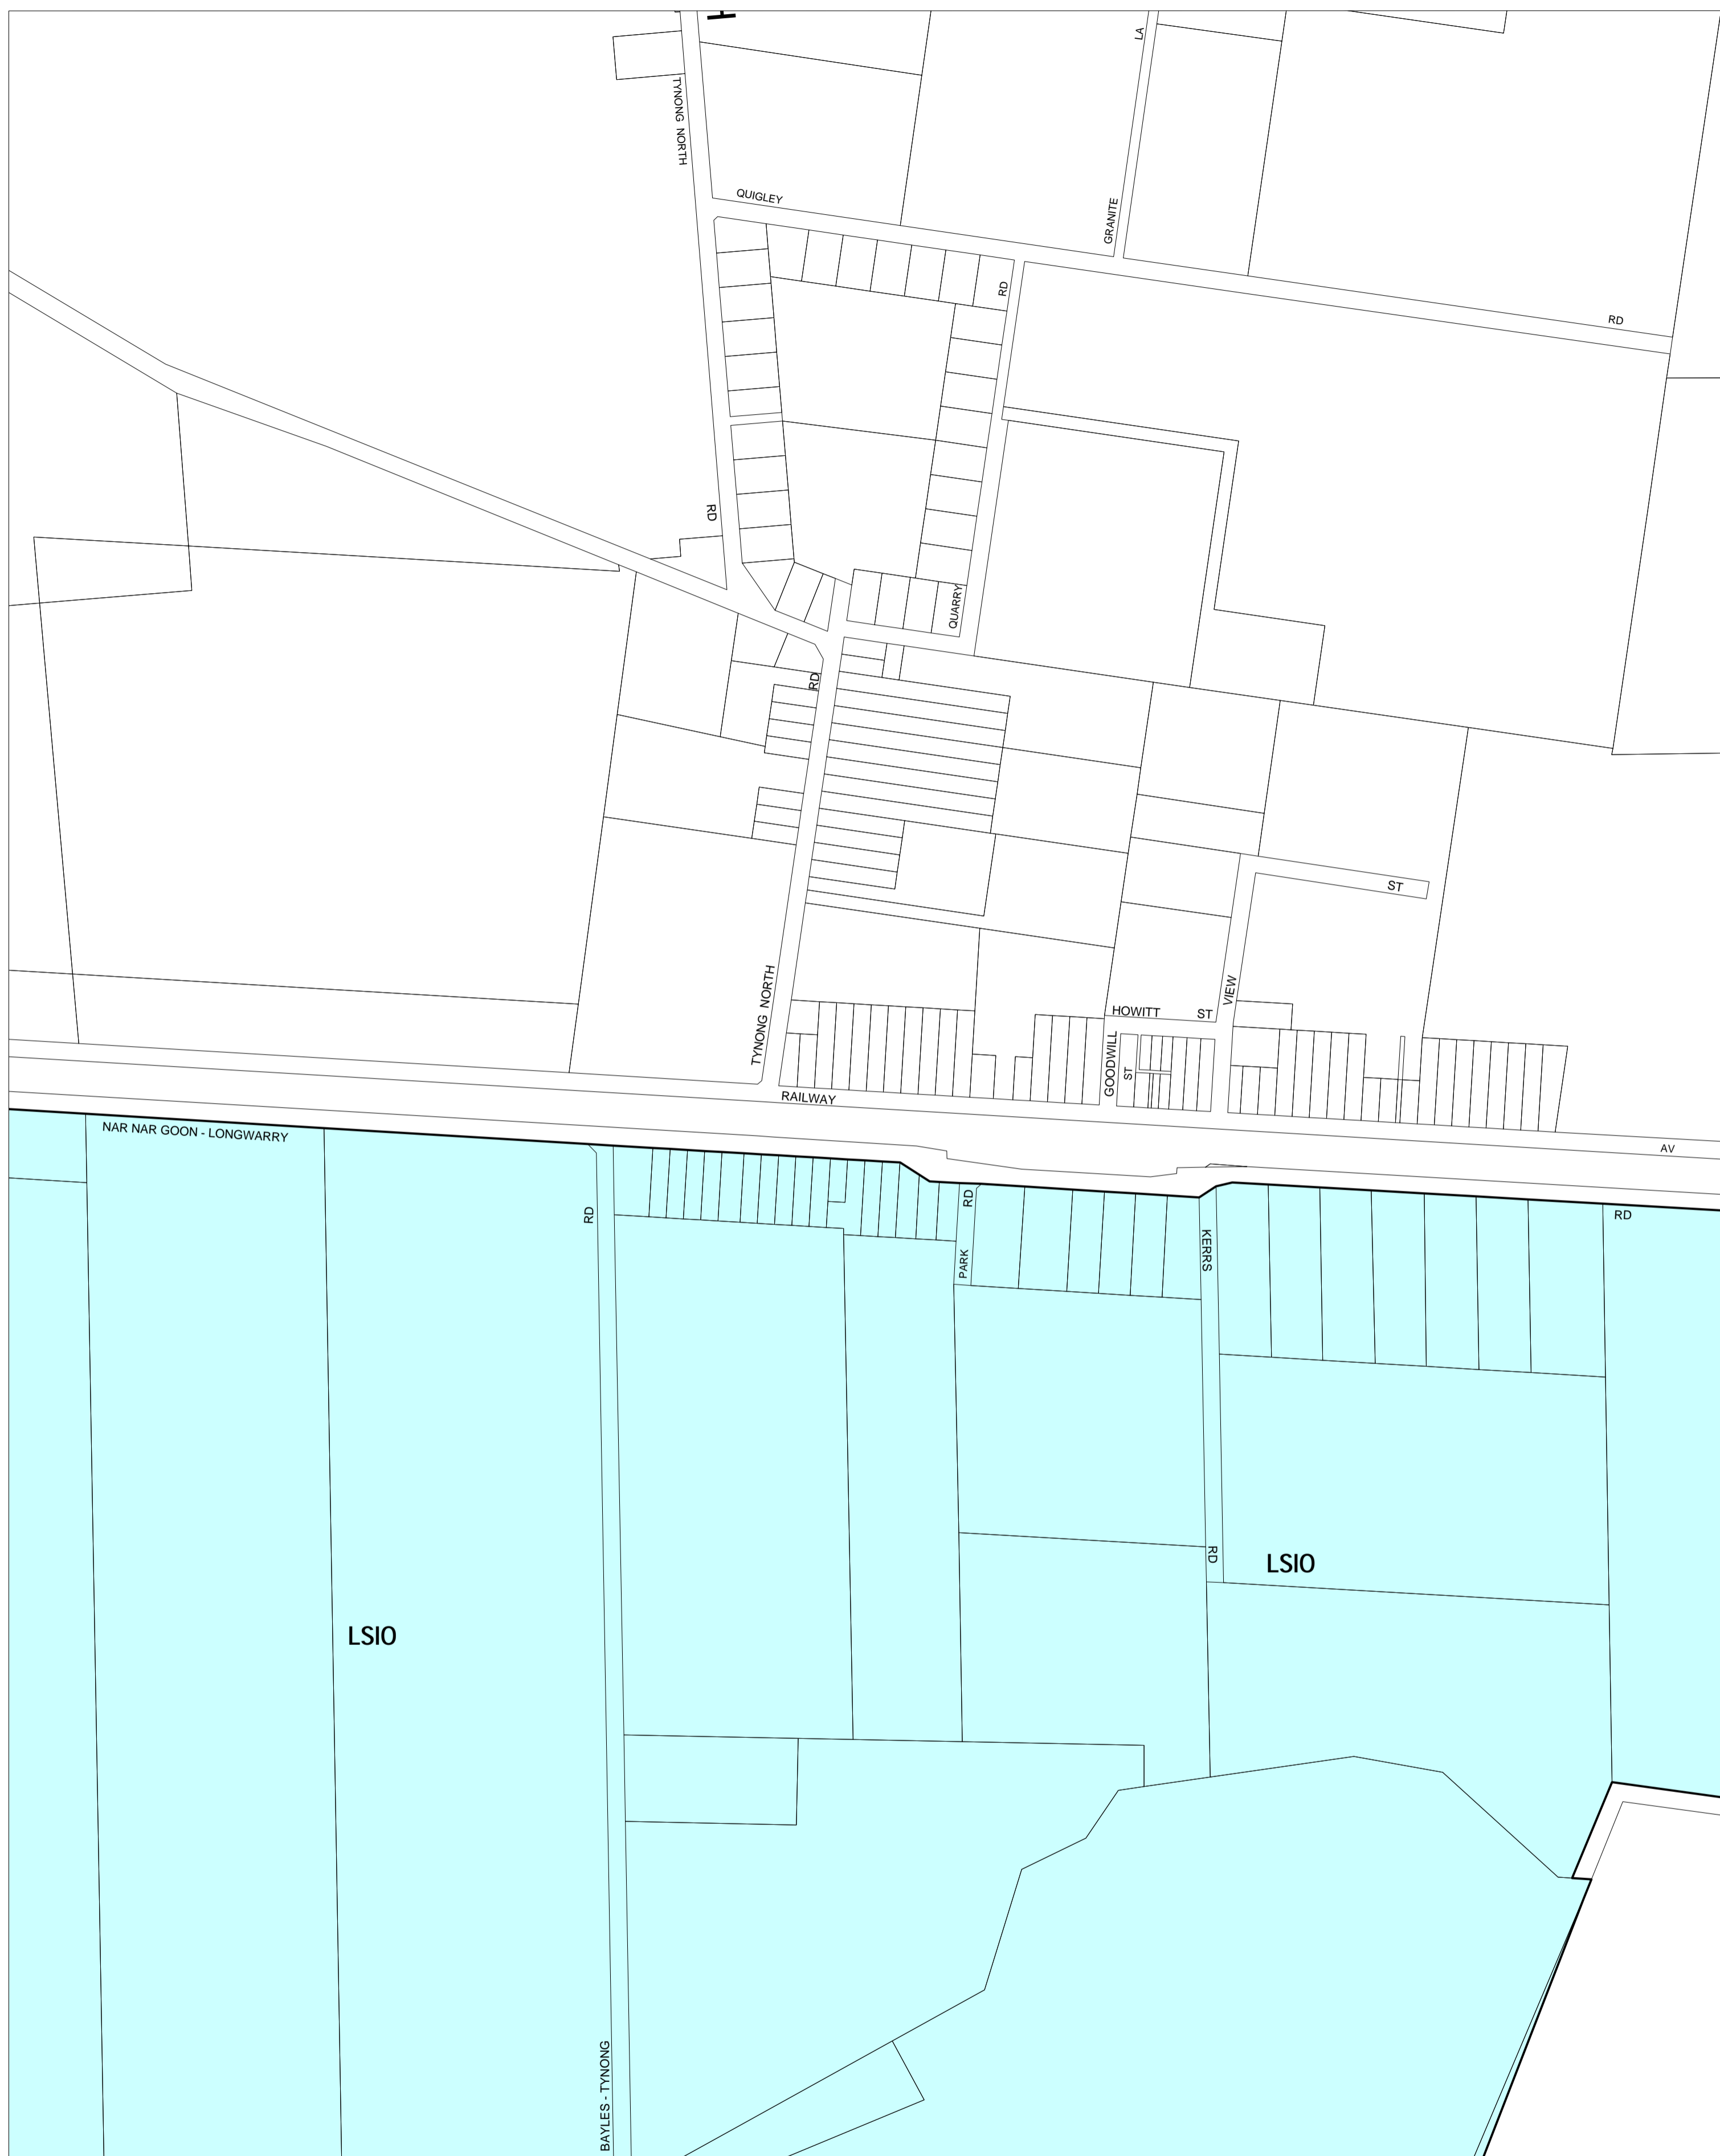 LA
TYNONG NORTH
QUIGLEY
GRANITE
RD
RD
RD
QUARRY
RD
ST
TYNONG NORTH
VIEW
HOWITT ST
GOODWILL
ST
RAILWAY
AV
NAR NAR GOON - LONGWARRY
RD
RD
RD
PARK
KERRS
RD
LSIO
LSIO
BAYLES - TYNONG